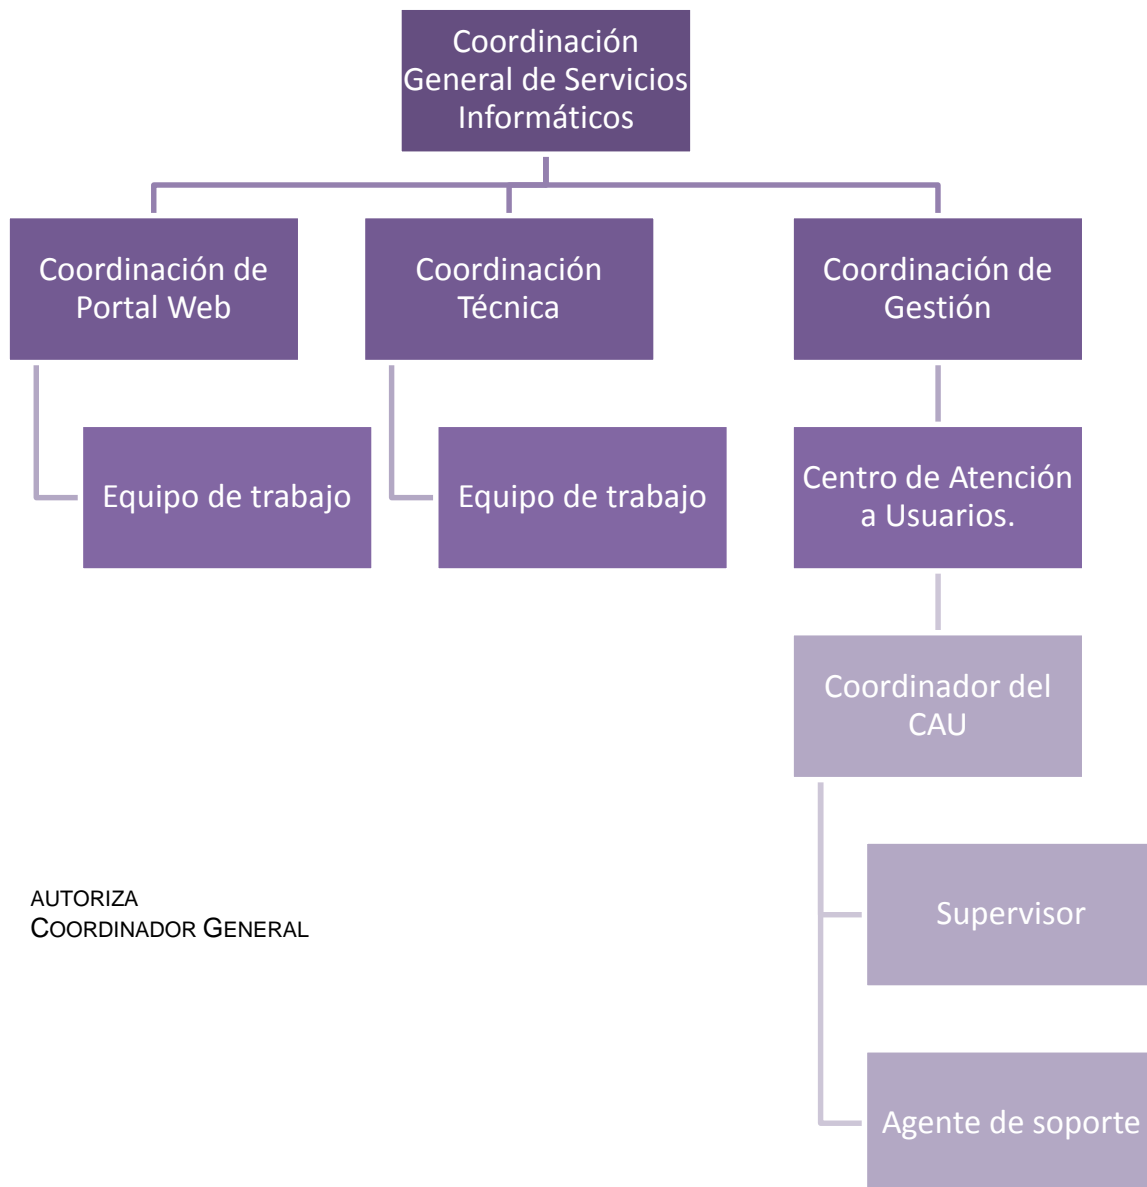 Coordinación
General de Servicios
Informáticos
Coordinación de
Portal Web
Coordinación
Técnica
Coordinación de
Gestión
Equipo de trabajo
Equipo de trabajo
Centro de Atención
a Usuarios.
Coordinador del
CAU
Supervisor
Agente de soporte
AUTORIZA
COORDINADOR GENERAL